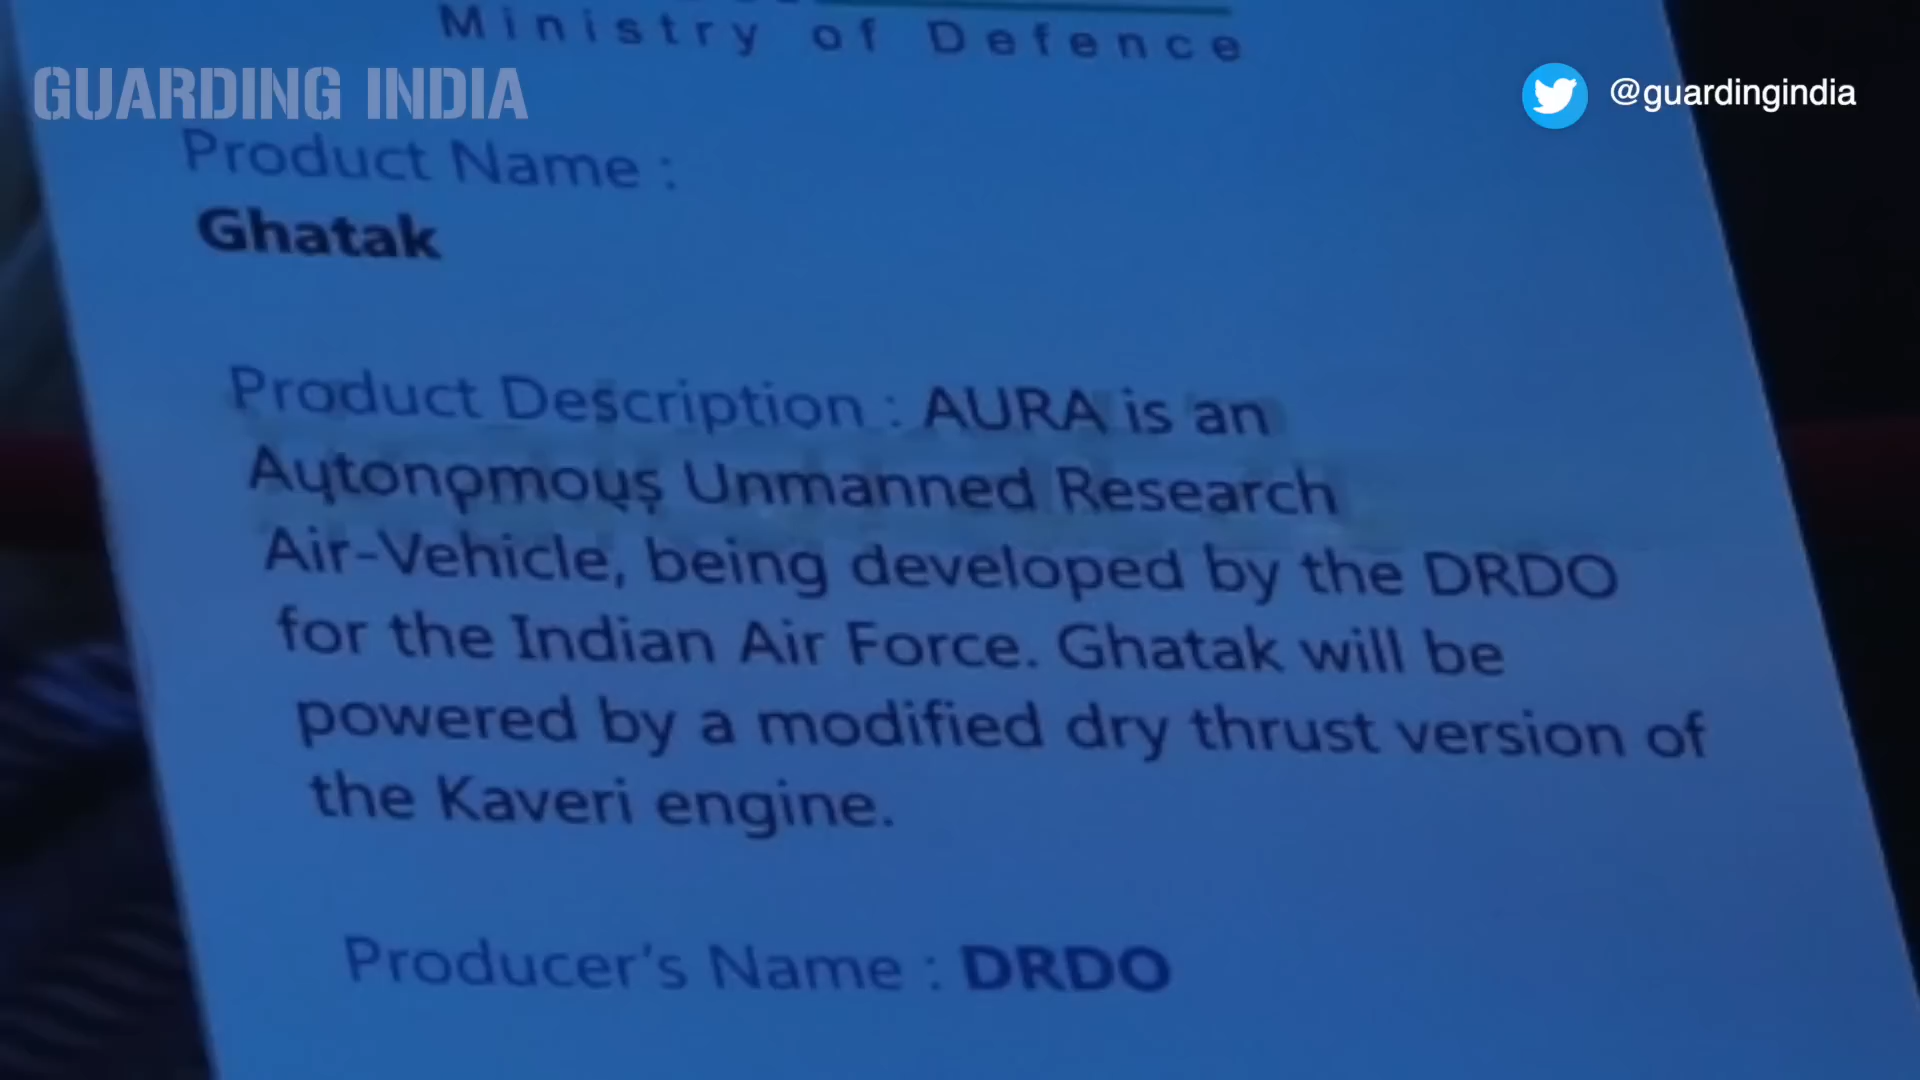 Ministry of Defence
GUARDING INDIA
@guardingindia
Product Name :
Ghatak
Product Description : AURA is an
Autonomous Unmanned Research
Air-Vehicle, being developed by the DRDO
for the Indian Air Force. Ghatak will be
powered by a modified dry thrust version of
the Kaveri engine.
Producer's Name : DRDO